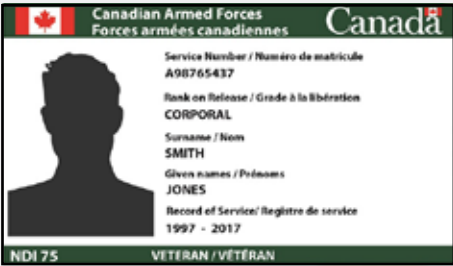 Canadian Armed Forces
Forces armées canadiennes
Canada
Service Number / Numéro de matricule
A98765437
Rank on Release / Grade à la libération
CORPORAL
Surname / Nom
SMITH
Given names / Prénoms
JONES
Record of Service/ Registre de service
1997 - 2017
NDI 75
VETERAN / VÉTÉRAN